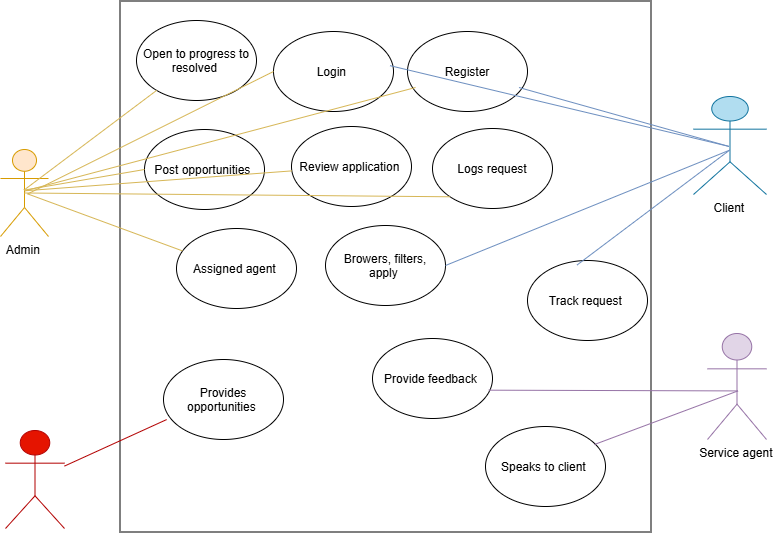 Open to progress to
resolved
Login
Register
Post opportunities
Review application
Logs request
Client
Admin
Assigned agent
Browers, filters,
apply
Track request
Provide feedback
Provides
opportunities
Service agent
Speaks to client